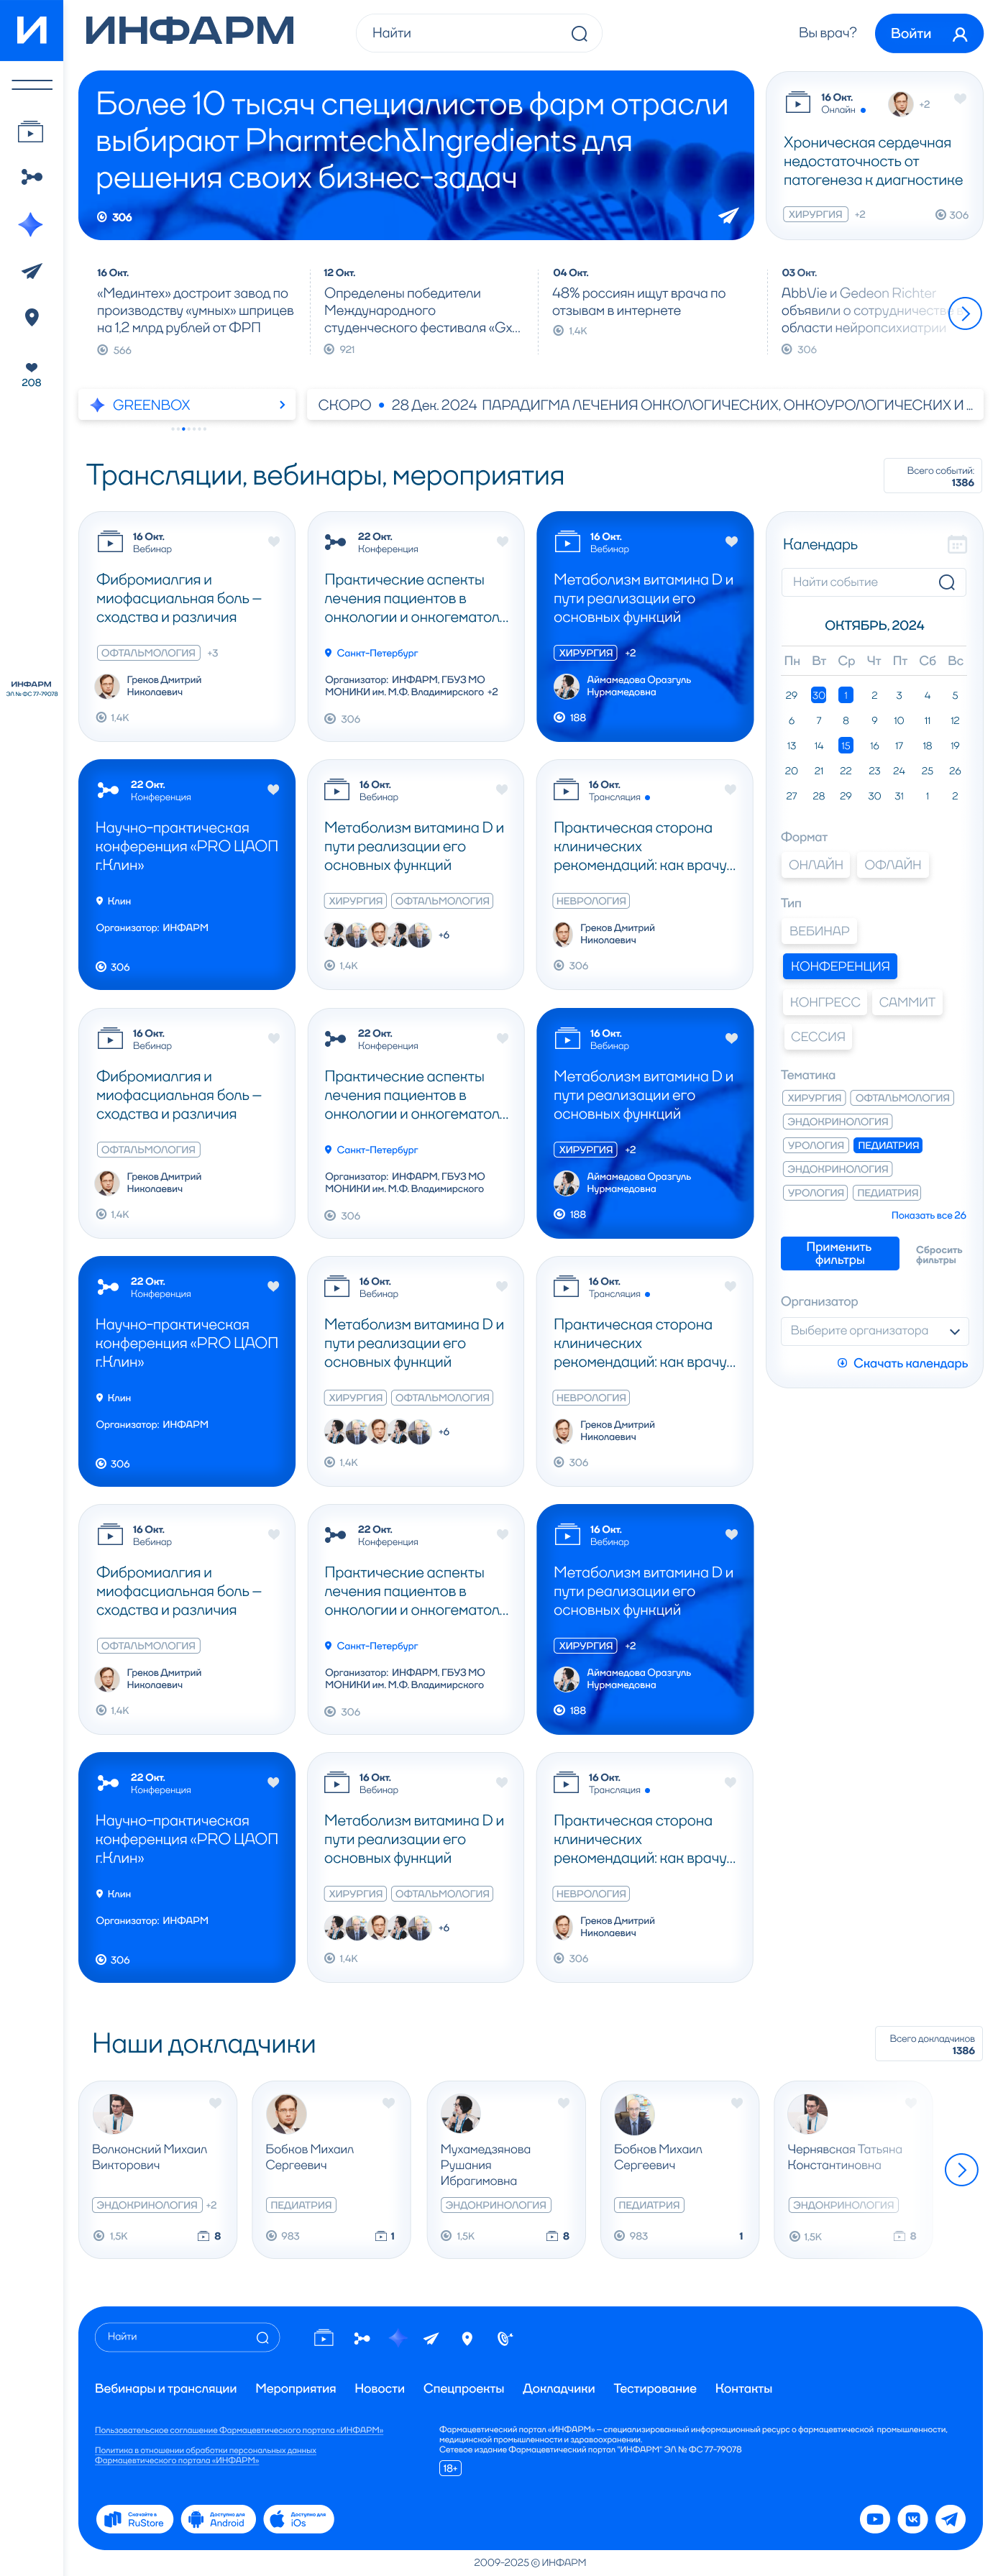 И
ИНФАРМ
Найти
Вы врач?
Войти
208
ИНФАРМ
ЭЛ № ФС 77-79078
Более 10 тысяч специалистов фарм отрасли
выбирают Pharmtech&Ingredients для
решения своих бизнес-задач
306
16 Окт.
Онлайн
+2
Хроническая сердечная
недостаточность от
патогенеза к диагностике
ХИРУРГИЯ +2
306
16 Окт.
«Мединтех» достроит завод по
производству «умных» шприцев
на 1,2 млрд рублей от ФРП
566
12 Окт.
Определены победители
Международного
студенческого фестиваля «Gx...
921
04 Окт.
48% россиян ищут врача по
отзывам в интернете
1,4K
03 Окт.
AbbVie и Gedeon Richter
объявили о сотрудничестве в
области нейропсихиатрии
306
GREENBOX
СКОРО • 28 Дек. 2024 ПАРАДИГМА ЛЕЧЕНИЯ ОНКОЛОГИЧЕСКИХ, ОНКОУРОЛОГИЧЕСКИХ И ...
Трансляции, вебинары, мероприятия
Всего событий:
1386
16 Окт.
Вебинар
Фибромиалгия и
миофасциальная боль –
сходства и различия
ОФТАЛЬМОЛОГИЯ +3
Греков Дмитрий
Николаевич
1,4K
22 Окт.
Конференция
Практические аспекты
лечения пациентов в
онкологии и онкогематол...
Санкт-Петербург
Организатор: ИНФАРМ, ГБУЗ МО
МОНИКИ им. М.Ф. Владимирского +2
306
16 Окт.
Вебинар
Метаболизм витамина D и
пути реализации его
основных функций
ХИРУРГИЯ +2
Аймамедова Оразгуль
Нурмамедовна
188
22 Окт.
Конференция
Научно-практическая
конференция «PRO ЦАОП
г.Клин»
Клин
Организатор: ИНФАРМ
306
16 Окт.
Вебинар
Метаболизм витамина D и
пути реализации его
основных функций
ХИРУРГИЯ ОФТАЛЬМОЛОГИЯ
+6
1,4K
16 Окт.
Трансляция
Практическая сторона
клинических
рекомендаций: как врачу...
НЕВРОЛОГИЯ
Греков Дмитрий
Николаевич
306
16 Окт.
Вебинар
Фибромиалгия и
миофасциальная боль –
сходства и различия
ОФТАЛЬМОЛОГИЯ
Греков Дмитрий
Николаевич
1,4K
22 Окт.
Конференция
Практические аспекты
лечения пациентов в
онкологии и онкогематол...
Санкт-Петербург
Организатор: ИНФАРМ, ГБУЗ МО
МОНИКИ им. М.Ф. Владимирского
306
16 Окт.
Вебинар
Метаболизм витамина D и
пути реализации его
основных функций
ХИРУРГИЯ +2
Аймамедова Оразгуль
Нурмамедовна
188
22 Окт.
Конференция
Научно-практическая
конференция «PRO ЦАОП
г.Клин»
Клин
Организатор: ИНФАРМ
306
16 Окт.
Вебинар
Метаболизм витамина D и
пути реализации его
основных функций
ХИРУРГИЯ ОФТАЛЬМОЛОГИЯ
+6
1,4K
16 Окт.
Трансляция
Практическая сторона
клинических
рекомендаций: как врачу...
НЕВРОЛОГИЯ
Греков Дмитрий
Николаевич
306
16 Окт.
Вебинар
Фибромиалгия и
миофасциальная боль –
сходства и различия
ОФТАЛЬМОЛОГИЯ
Греков Дмитрий
Николаевич
1,4K
22 Окт.
Конференция
Практические аспекты
лечения пациентов в
онкологии и онкогематол...
Санкт-Петербург
Организатор: ИНФАРМ, ГБУЗ МО
МОНИКИ им. М.Ф. Владимирского
306
16 Окт.
Вебинар
Метаболизм витамина D и
пути реализации его
основных функций
ХИРУРГИЯ +2
Аймамедова Оразгуль
Нурмамедовна
188
22 Окт.
Конференция
Научно-практическая
конференция «PRO ЦАОП
г.Клин»
Клин
Организатор: ИНФАРМ
306
16 Окт.
Вебинар
Метаболизм витамина D и
пути реализации его
основных функций
ХИРУРГИЯ ОФТАЛЬМОЛОГИЯ
+6
1,4K
16 Окт.
Трансляция
Практическая сторона
клинических
рекомендаций: как врачу...
НЕВРОЛОГИЯ
Греков Дмитрий
Николаевич
306
Календарь
Найти событие
ОКТЯБРЬ, 2024
Пн Вт Ср Чт Пт Сб Вс
29 30 1 2 3 4 5
6 7 8 9 10 11 12
13 14 15 16 17 18 19
20 21 22 23 24 25 26
27 28 29 30 31 1 2
Формат
ОНЛАЙН ОФЛАЙН
Тип
ВЕБИНАР
КОНФЕРЕНЦИЯ
КОНГРЕСС САММИТ
СЕССИЯ
Тематика
ХИРУРГИЯ ОФТАЛЬМОЛОГИЯ
ЭНДОКРИНОЛОГИЯ
УРОЛОГИЯ ПЕДИАТРИЯ
ЭНДОКРИНОЛОГИЯ
УРОЛОГИЯ ПЕДИАТРИЯ
Показать все 26
Применить
фильтры
Сбросить
фильтры
Организатор
Выберите организатора
Скачать календарь
Наши докладчики
Всего докладчиков
1386
Волконский Михаил
Викторович
ЭНДОКРИНОЛОГИЯ +2
1,5K 8
Бобков Михаил
Сергеевич
ПЕДИАТРИЯ
983 1
Мухамедзянова
Рушания
Ибрагимовна
ЭНДОКРИНОЛОГИЯ
1,5K 8
Бобков Михаил
Сергеевич
ПЕДИАТРИЯ
983 1
Чернявская Татьяна
Константиновна
ЭНДОКРИНОЛОГИЯ
1,5K 8
Найти
Вебинары и трансляции Мероприятия Новости Спецпроекты Докладчики Тестирование Контакты
Пользовательское соглашение Фармацевтического портала «ИНФАРМ»
Политика в отношении обработки персональных данных
Фармацевтического портала «ИНФАРМ»
Фармацевтический портал «ИНФАРМ» – специализированный информационный ресурс о фармацевтической промышленности,
медицинской промышленности и здравоохранении.
Сетевое издание Фармацевтический портал "ИНФАРМ" ЭЛ № ФС 77-79078
18+
Скачайте в
RuStore
Доступно для
Android
Доступно для
iOs
2009-2025 © ИНФАРМ